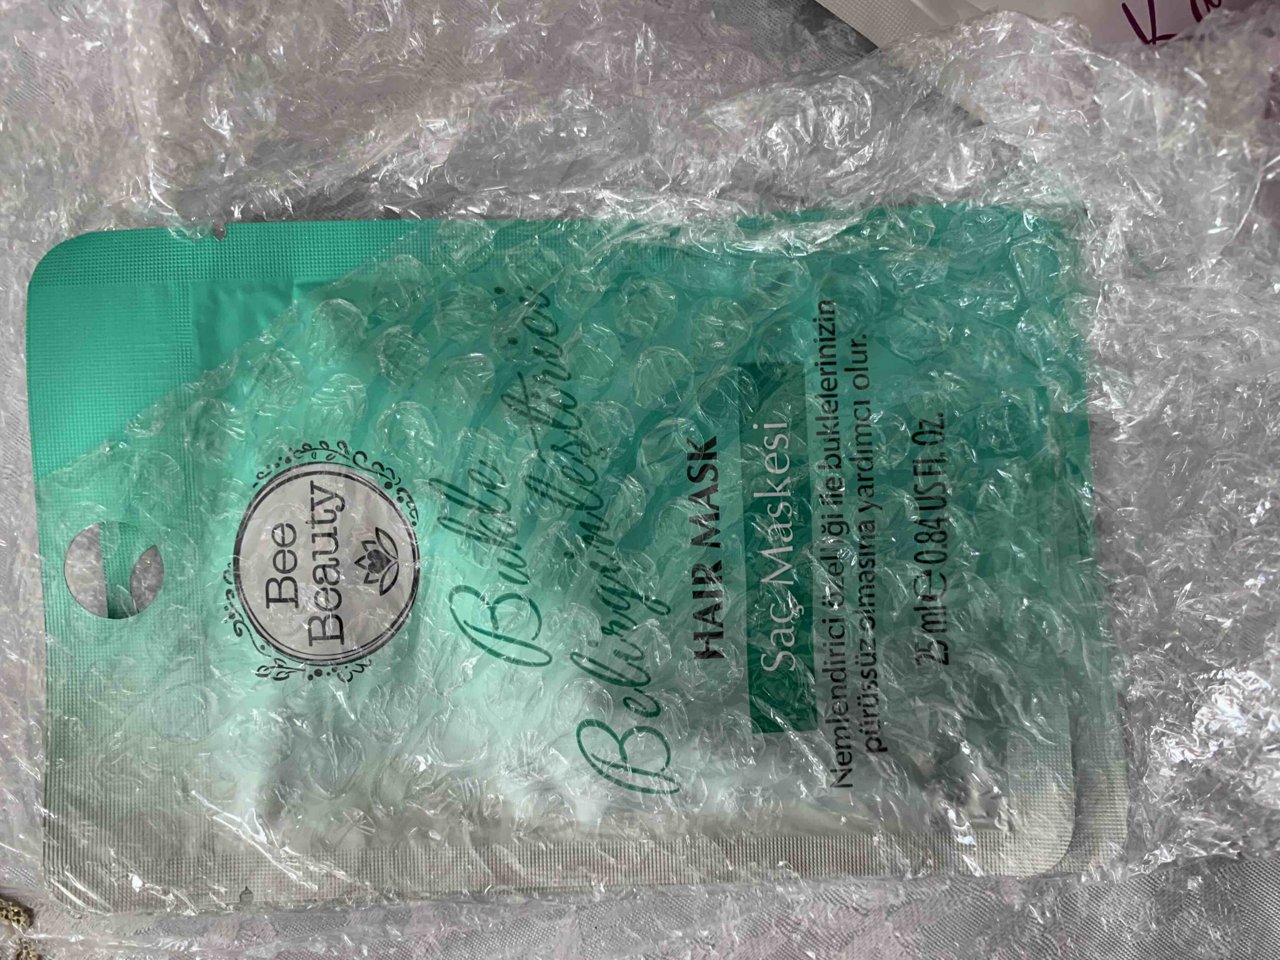 Bee
Beauty
Bukle
Belirginleştirici
HAIR MASK
Saç Maskesi
Nemlendirici özelliği ile buklelerinizin
pürüssüz olmasına yardımcı olur.
25 ml ℮ 0.84 US Fl. Oz.